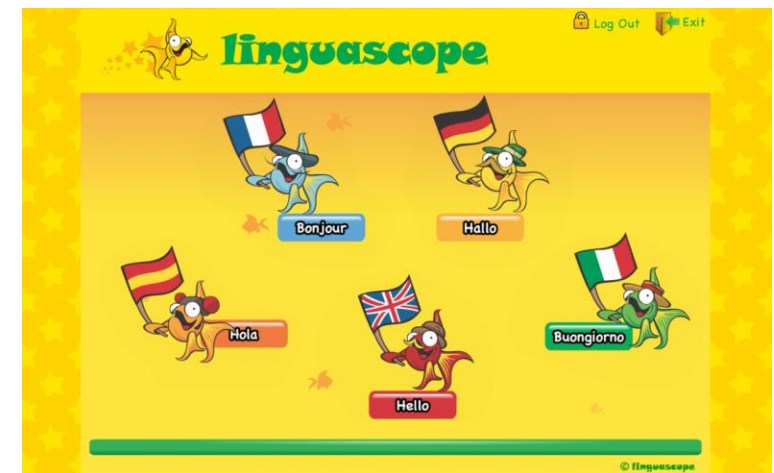 linguascope
Log Out
Exit
Bonjour
Hallo
Hola
Buongiorno
Hello
© linguascope